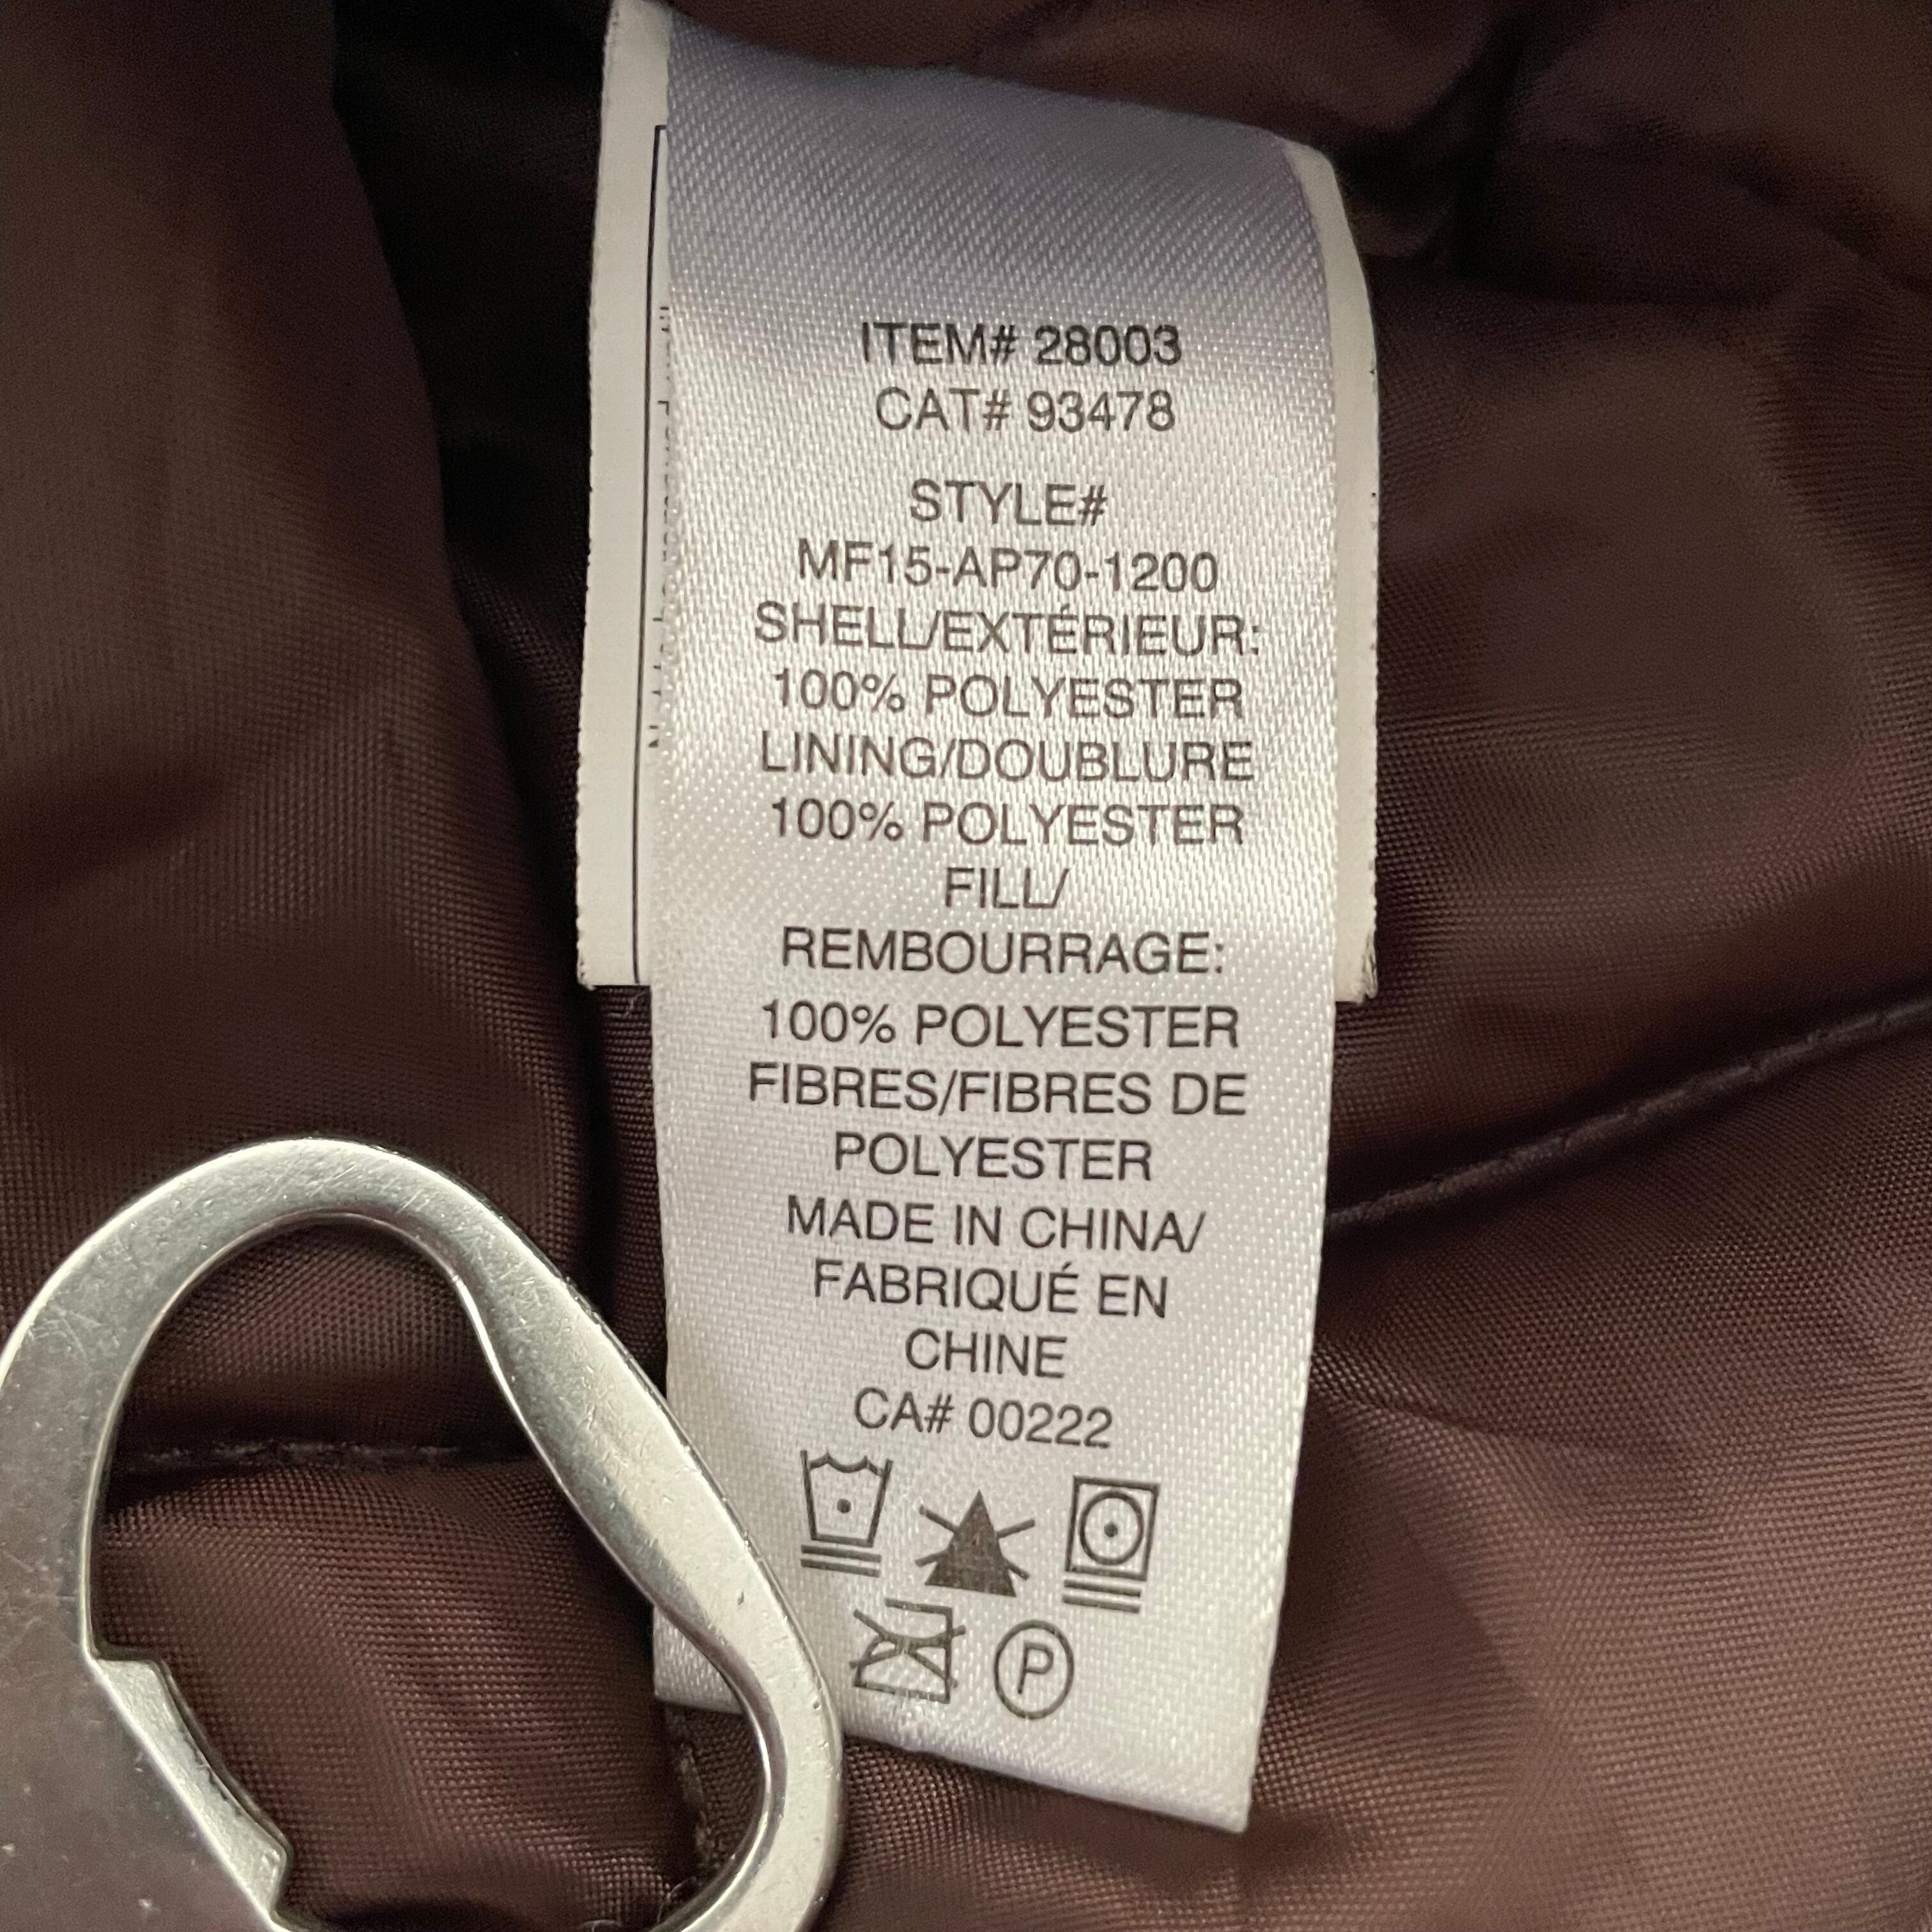 ITEM# 28003
CAT# 93478
STYLE#
MF15-AP70-1200
SHELL/EXTÉRIEUR:
100% POLYESTER
LINING/DOUBLURE
100% POLYESTER
FILL/
REMBOURRAGE:
100% POLYESTER
FIBRES/FIBRES DE
POLYESTER
MADE IN CHINA/
FABRIQUÉ EN
CHINE
CA# 00222
P